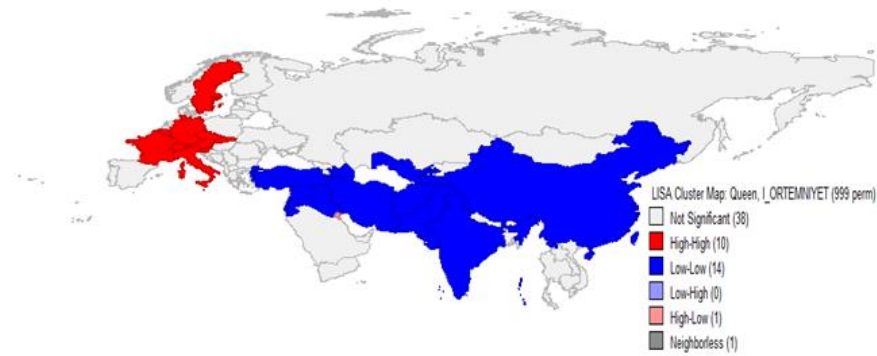 LISA Cluster Map: Queen, I_ORTEMNIYET (999 perm)
Not Significant (38)
High-High (10)
Low-Low (14)
Low-High (0)
High-Low (1)
Neighborless (1)